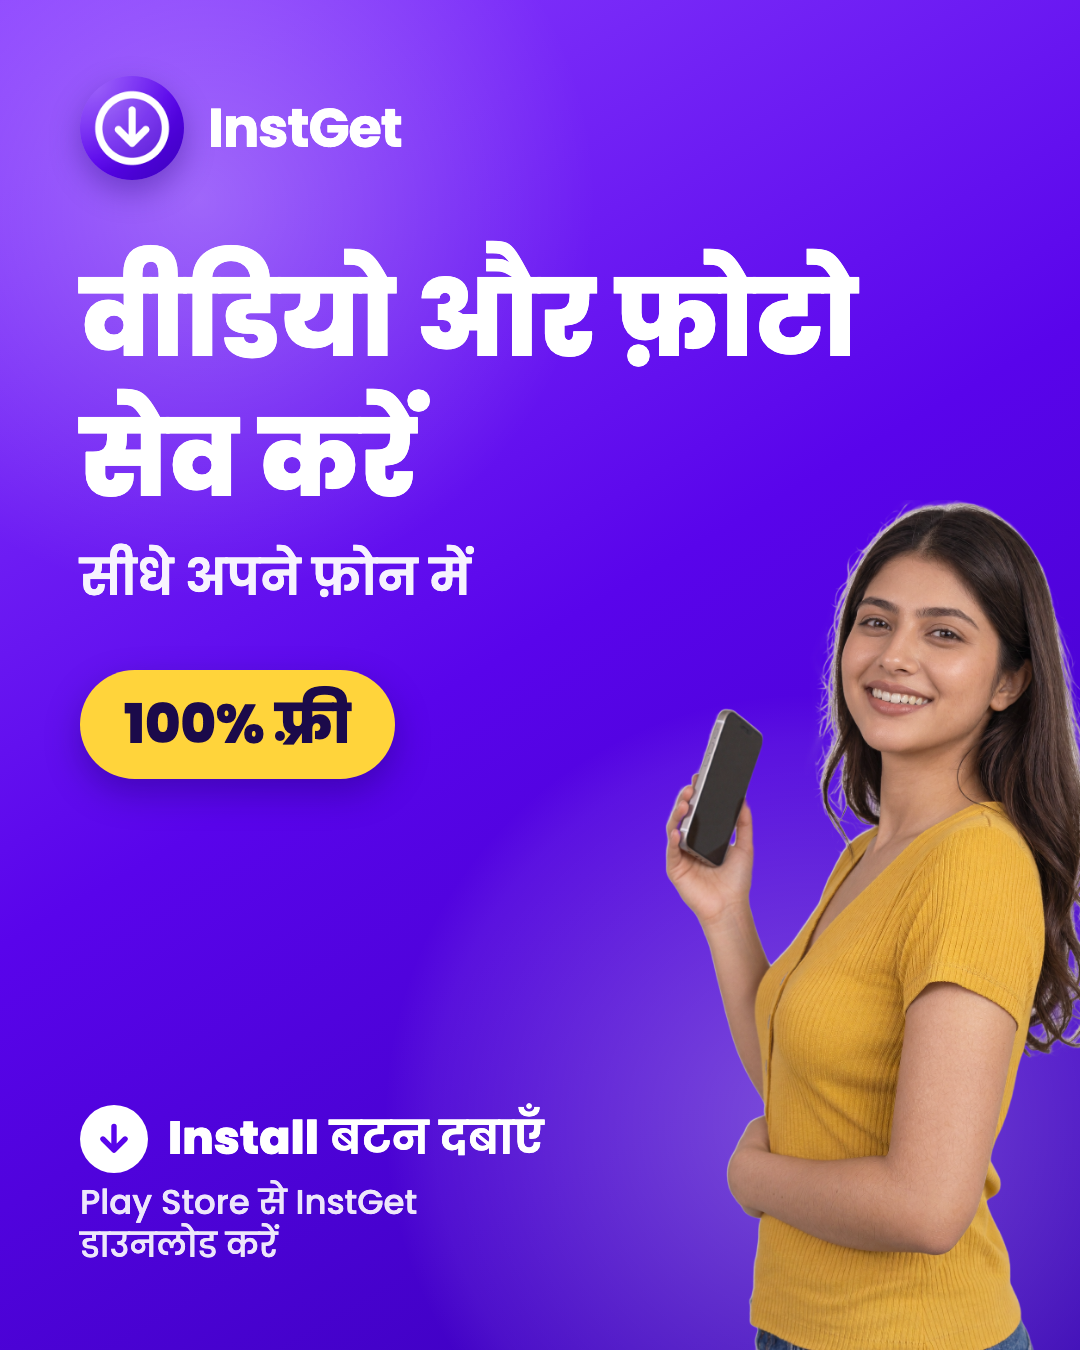 InstGet
वीडियो और फ़ोटो
सेव करें
सीधे अपने फ़ोन में
100% फ़्री
Install बटन दबाएँ
Play Store से InstGet
डाउनलोड करें